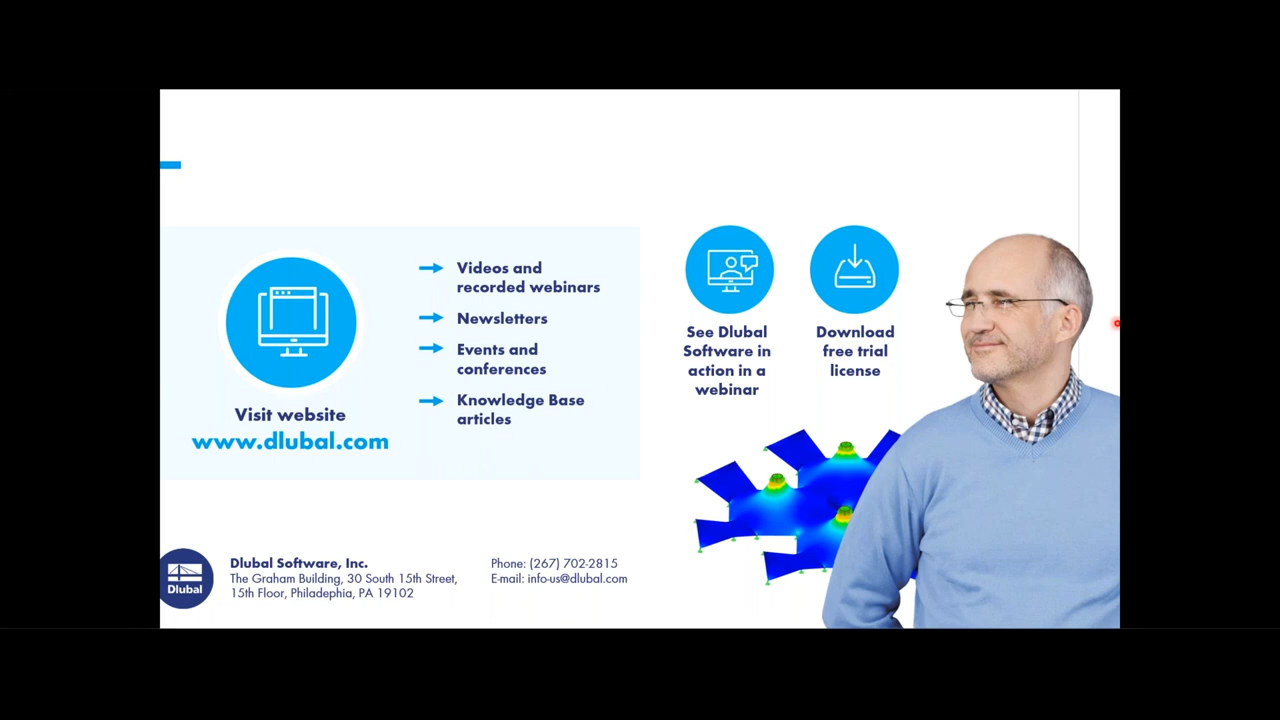 Visit website
www.dlubal.com
Videos and
recorded webinars
Newsletters
Events and
conferences
Knowledge Base
articles
See Dlubal
Software in
action in a
webinar
Download
free trial
license
Dlubal
Dlubal Software, Inc.
The Graham Building, 30 South 15th Street,
15th Floor, Philadephia, PA 19102
Phone: (267) 702-2815
E-mail: info-us@dlubal.com